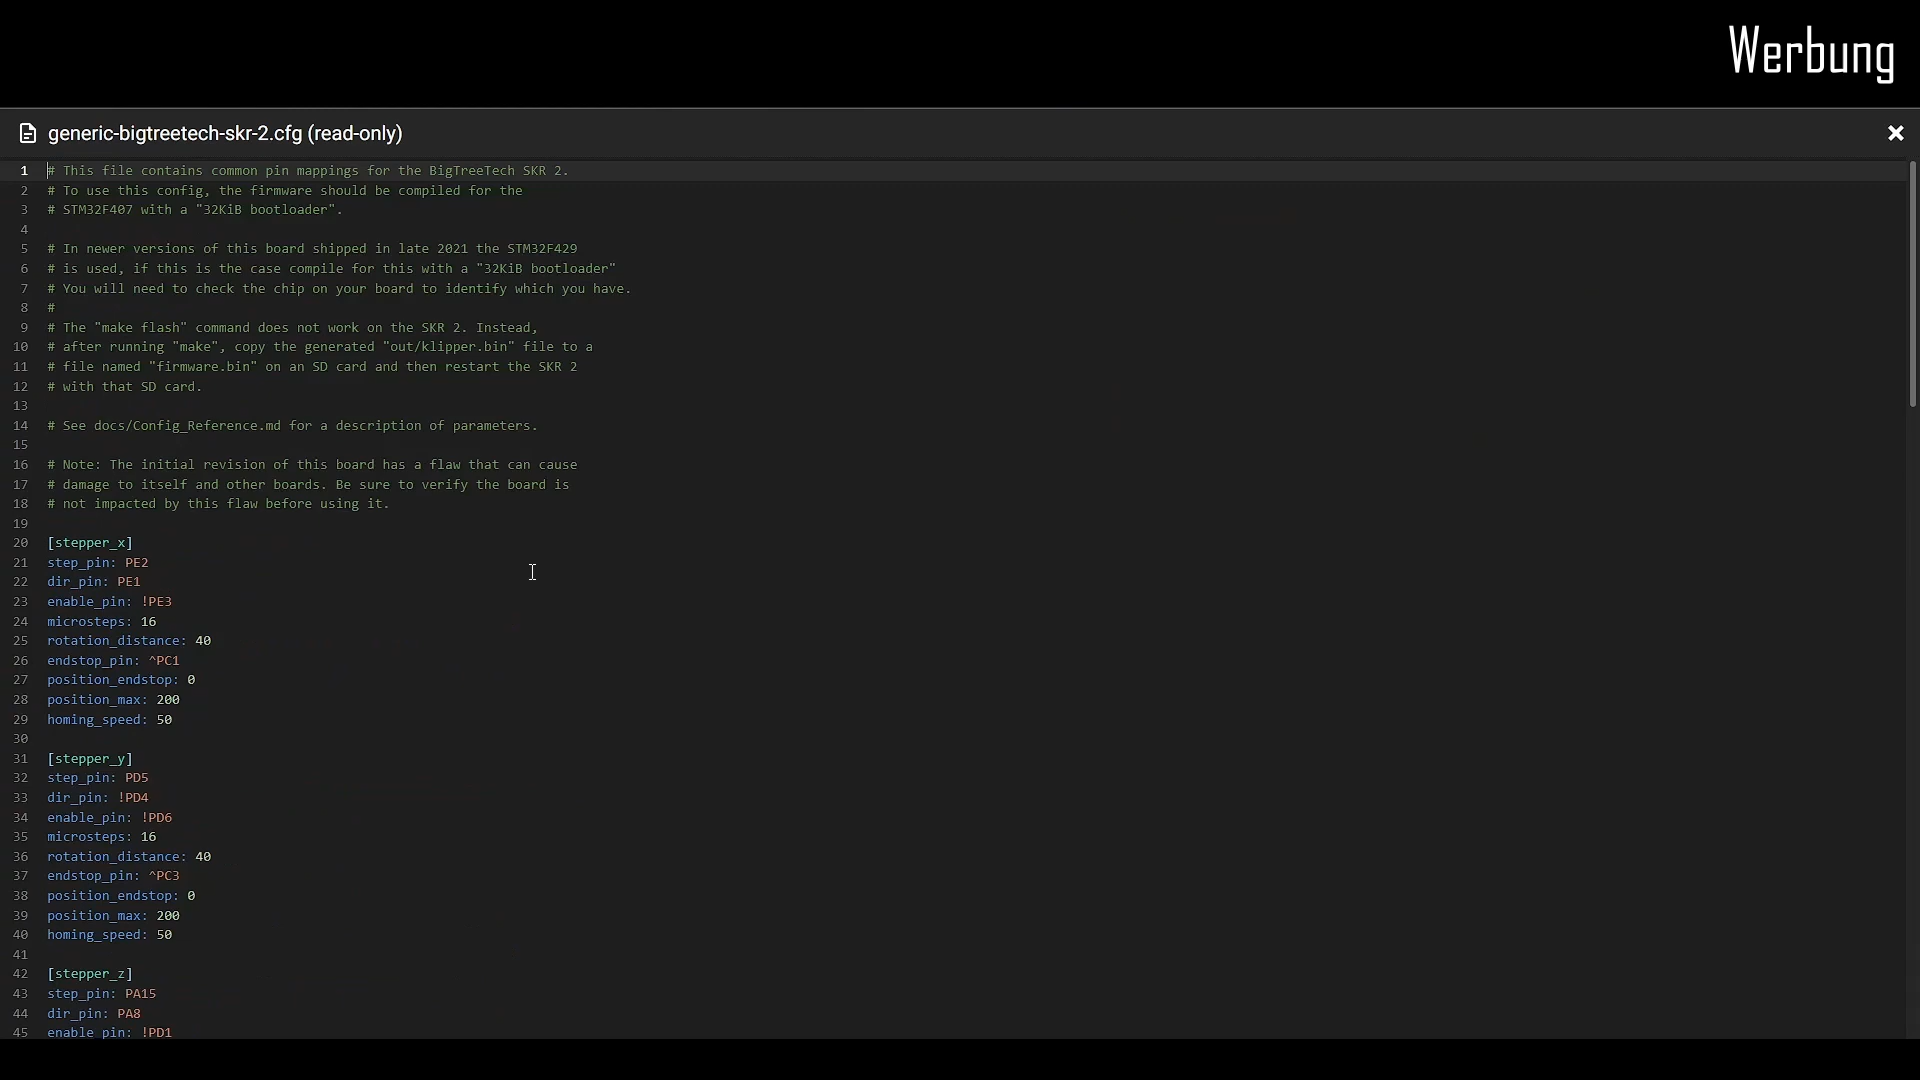 Werbung
generic-bigtreetech-skr-2.cfg (read-only)
1 # This file contains common pin mappings for the BigTreeTech SKR 2.
2 # To use this config, the firmware should be compiled for the
3 # STM32F407 with a "32KiB bootloader".
4
5 # In newer versions of this board shipped in late 2021 the STM32F429
6 # is used, if this is the case compile for this with a "32KiB bootloader"
7 # You will need to check the chip on your board to identify which you have.
8 #
9 # The "make flash" command does not work on the SKR 2. Instead,
10 # after running "make", copy the generated "out/klipper.bin" file to a
11 # file named "firmware.bin" on an SD card and then restart the SKR 2
12 # with that SD card.
13
14 # See docs/Config_Reference.md for a description of parameters.
15
16 # Note: The initial revision of this board has a flaw that can cause
17 # damage to itself and other boards. Be sure to verify the board is
18 # not impacted by this flaw before using it.
19
20 [stepper_x]
21 step_pin: PE2
22 dir_pin: PE1
23 enable_pin: !PE3
24 microsteps: 16
25 rotation_distance: 40
26 endstop_pin: ^PC1
27 position_endstop: 0
28 position_max: 200
29 homing_speed: 50
30
31 [stepper_y]
32 step_pin: PD5
33 dir_pin: !PD4
34 enable_pin: !PD6
35 microsteps: 16
36 rotation_distance: 40
37 endstop_pin: ^PC3
38 position_endstop: 0
39 position_max: 200
40 homing_speed: 50
41
42 [stepper_z]
43 step_pin: PA15
44 dir_pin: PA8
45 enable_pin: !PD1